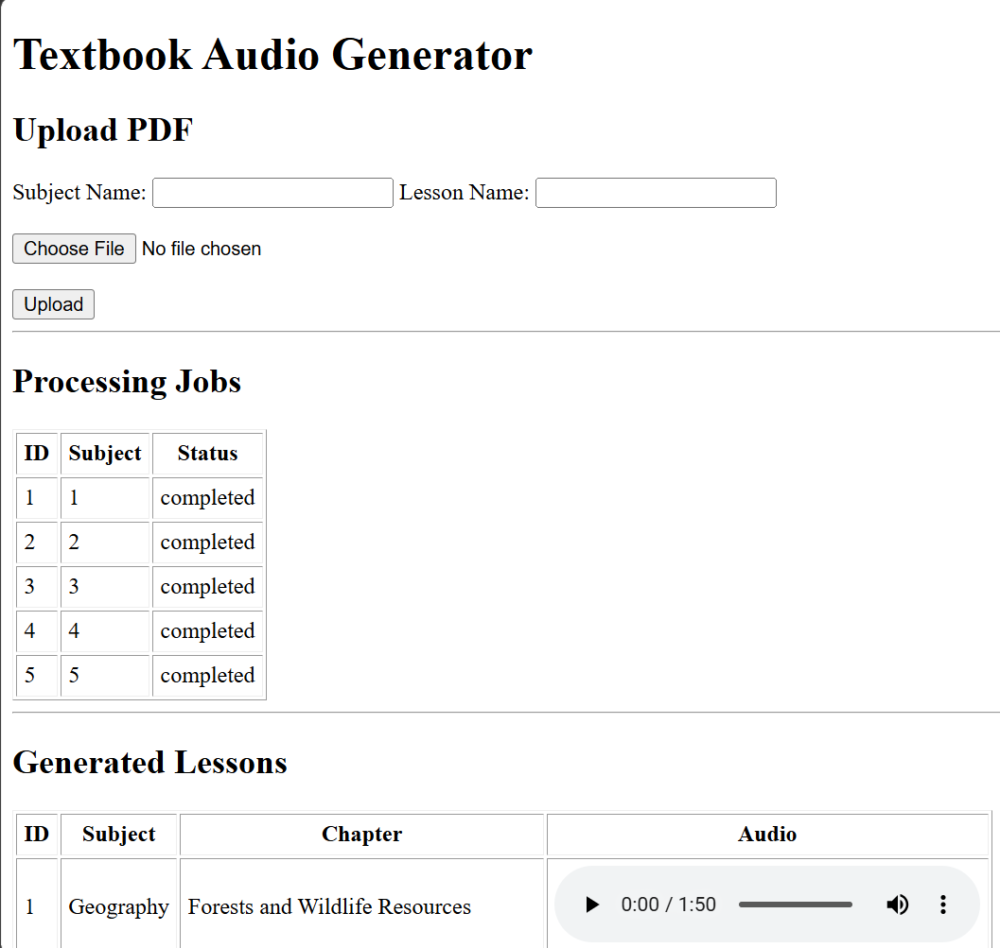 Textbook Audio Generator
Upload PDF
Subject Name: Lesson Name:
Choose File No file chosen
Upload
Processing Jobs
ID Subject Status
1 1 completed
2 2 completed
3 3 completed
4 4 completed
5 5 completed
Generated Lessons
ID Subject Chapter Audio
1 Geography Forests and Wildlife Resources 0:00 / 1:50